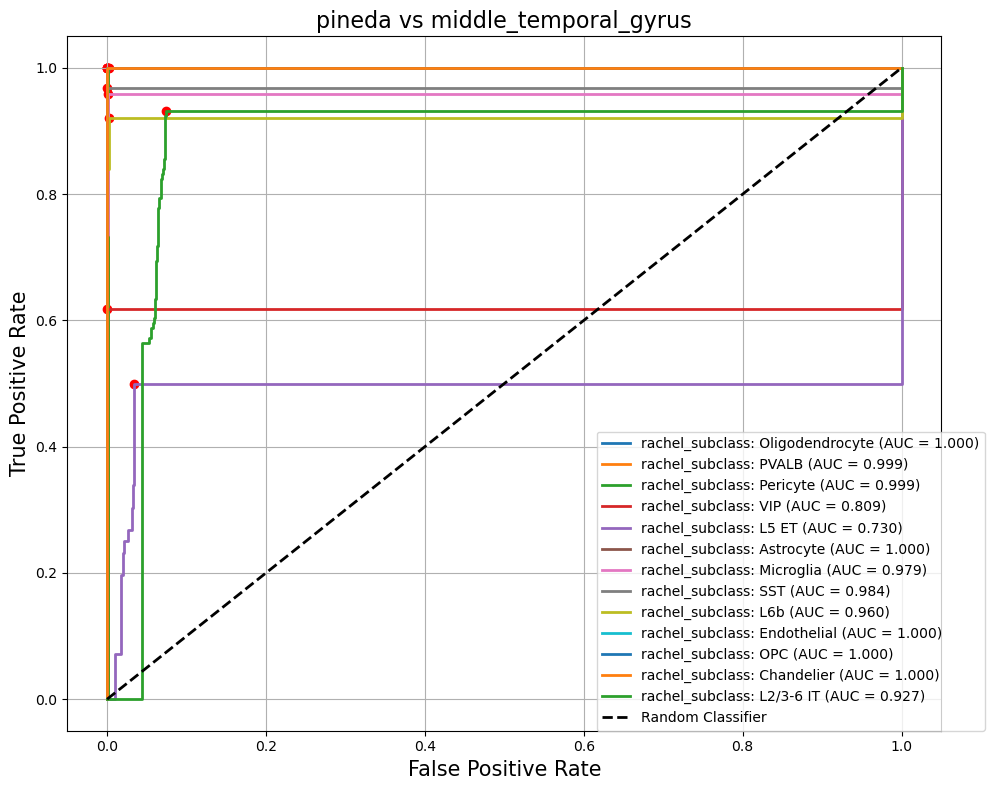 pineda vs middle_temporal_gyrus
True Positive Rate
1.0
0.8
0.6
0.4
0.2
0.0
rachel_subclass: Oligodendrocyte (AUC = 1.000)
rachel_subclass: PVALB (AUC = 0.999)
rachel_subclass: Pericyte (AUC = 0.999)
rachel_subclass: VIP (AUC = 0.809)
rachel_subclass: L5 ET (AUC = 0.730)
rachel_subclass: Astrocyte (AUC = 1.000)
rachel_subclass: Microglia (AUC = 0.979)
rachel_subclass: SST (AUC = 0.984)
rachel_subclass: L6b (AUC = 0.960)
rachel_subclass: Endothelial (AUC = 1.000)
rachel_subclass: OPC (AUC = 1.000)
rachel_subclass: Chandelier (AUC = 1.000)
rachel_subclass: L2/3-6 IT (AUC = 0.927)
Random Classifier
0.0 0.2 0.4 0.6 0.8 1.0
False Positive Rate